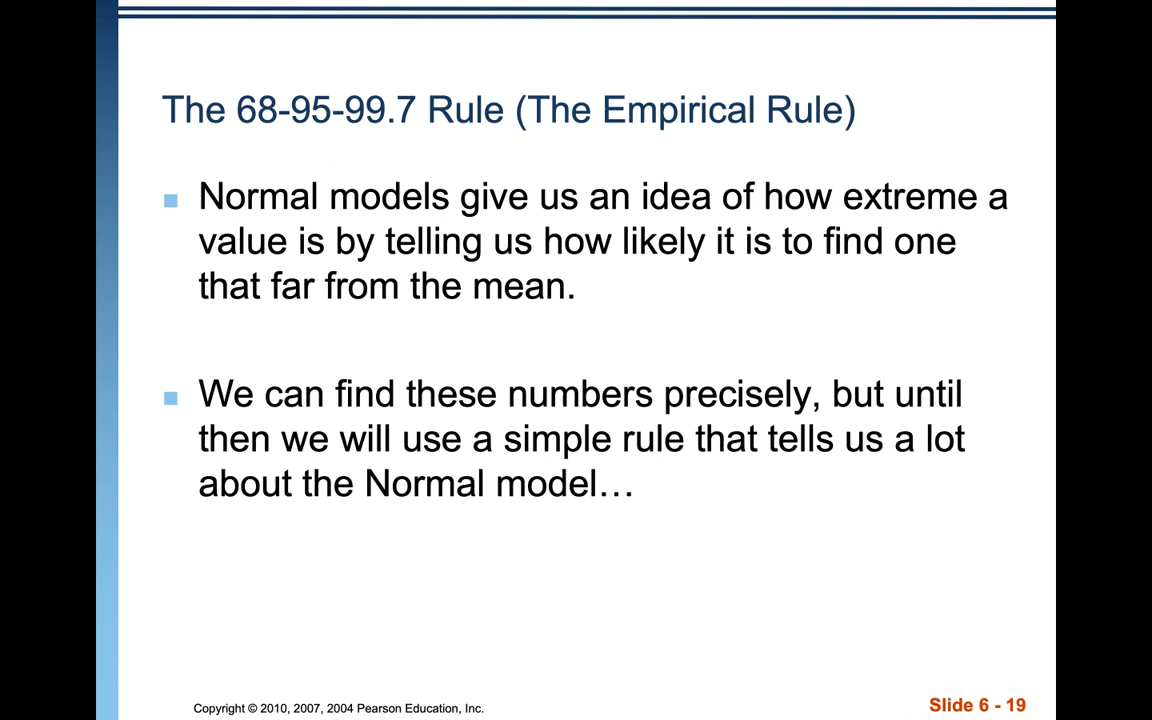 The 68-95-99.7 Rule (The Empirical Rule)
Normal models give us an idea of how extreme a
value is by telling us how likely it is to find one
that far from the mean.
We can find these numbers precisely, but until
then we will use a simple rule that tells us a lot
about the Normal model…
Copyright © 2010, 2007, 2004 Pearson Education, Inc.
Slide 6 - 19